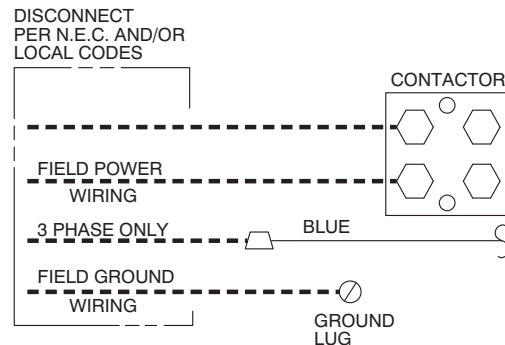 DISCONNECT
PER N.E.C. AND/OR
LOCAL CODES
CONTACTOR
FIELD POWER
WIRING
3 PHASE ONLY
BLUE
FIELD GROUND
WIRING
GROUND
LUG